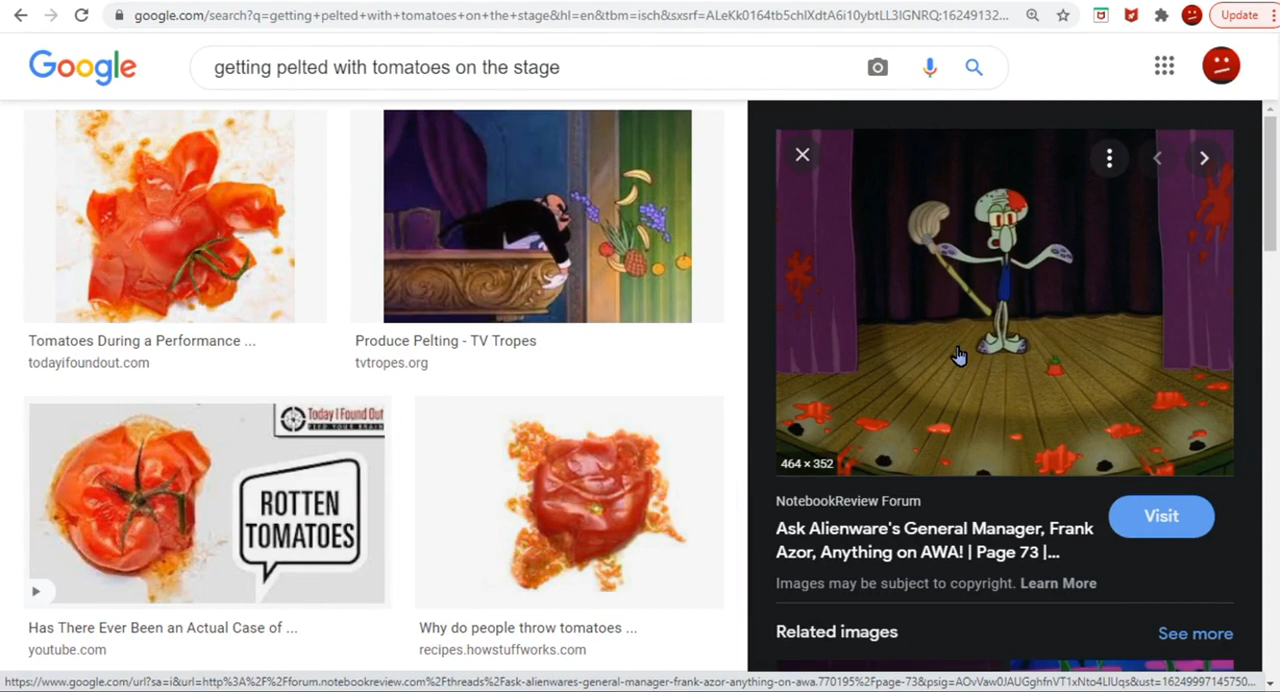 google.com/search?q=getting+pelted+with+tomatoes+on+the+stage&hl=en&tbm=isch&sxsrf=ALeKk0164tb5chlXdtA6i10ybtLL3IGNRQ:16249132...
Update
Google
getting pelted with tomatoes on the stage
Tomatoes During a Performance ...
todayifoundout.com
Produce Pelting - TV Tropes
tvtropes.org
Today I Found Out
FEED YOUR BRAIN
ROTTEN
TOMATOES
Has There Ever Been an Actual Case of ...
youtube.com
Why do people throw tomatoes ...
recipes.howstuffworks.com
464 × 352
NotebookReview Forum
Visit
Ask Alienware's General Manager, Frank
Azor, Anything on AWA! | Page 73 |...
Images may be subject to copyright. Learn More
Related images
See more
https://www.google.com/url?sa=i&url=http%3A%2F%2Fforum.notebookreview.com%2Fthreads%2Fask-alienwares-general-manager-frank-azor-anything-on-awa.770195%2Fpage-73&psig=AOvVaw0JAUGghfnVT1xNto4LlUqs&ust=16249997145750...